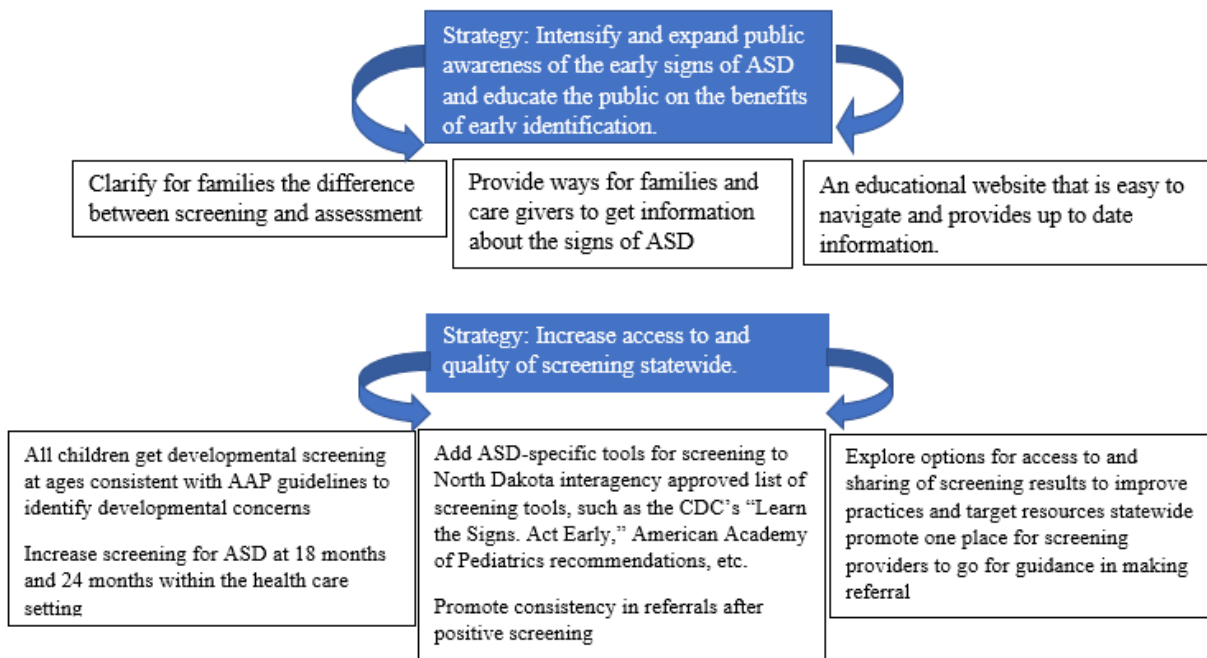 Strategy: Intensify and expand public
awareness of the early signs of ASD
and educate the public on the benefits
of early identification.
Clarify for families the difference
between screening and assessment
Provide ways for families and
care givers to get information
about the signs of ASD
An educational website that is easy to
navigate and provides up to date
information.
Strategy: Increase access to and
quality of screening statewide.
All children get developmental screening
at ages consistent with AAP guidelines to
identify developmental concerns
Increase screening for ASD at 18 months
and 24 months within the health care
setting
Add ASD-specific tools for screening to
North Dakota interagency approved list of
screening tools, such as the CDC’s “Learn
the Signs. Act Early,” American Academy
of Pediatrics recommendations, etc.
Promote consistency in referrals after
positive screening
Explore options for access to and
sharing of screening results to improve
practices and target resources statewide
promote one place for screening
providers to go for guidance in making
referral